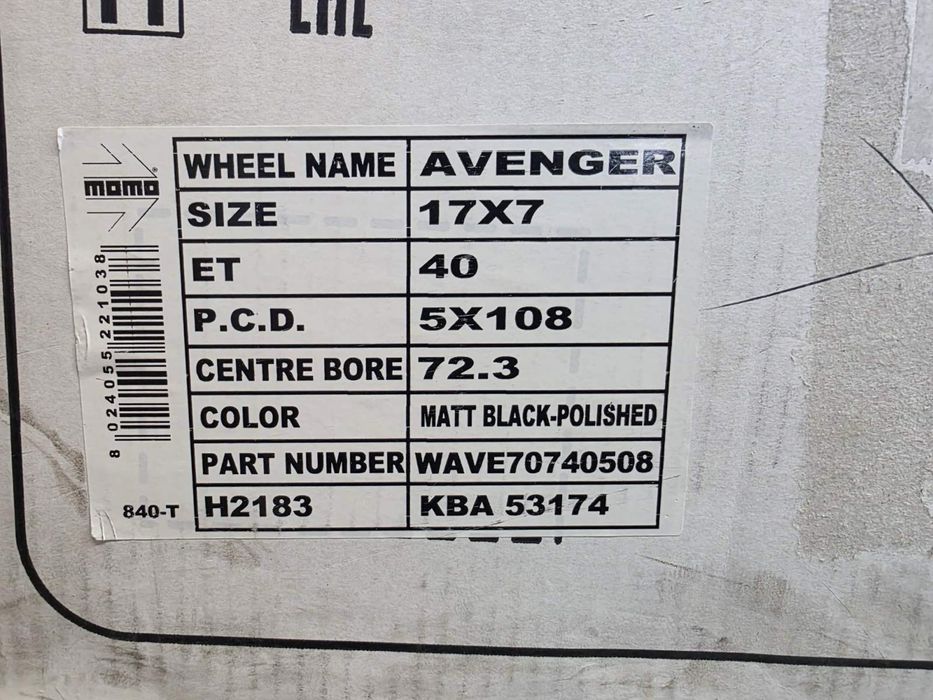 EAC
momo
WHEEL NAME AVENGER
SIZE 17X7
ET 40
P.C.D. 5X108
CENTRE BORE 72.3
COLOR MATT BLACK-POLISHED
PART NUMBER WAVE70740508
H2183 KBA 53174
8 024055 221038
840-T